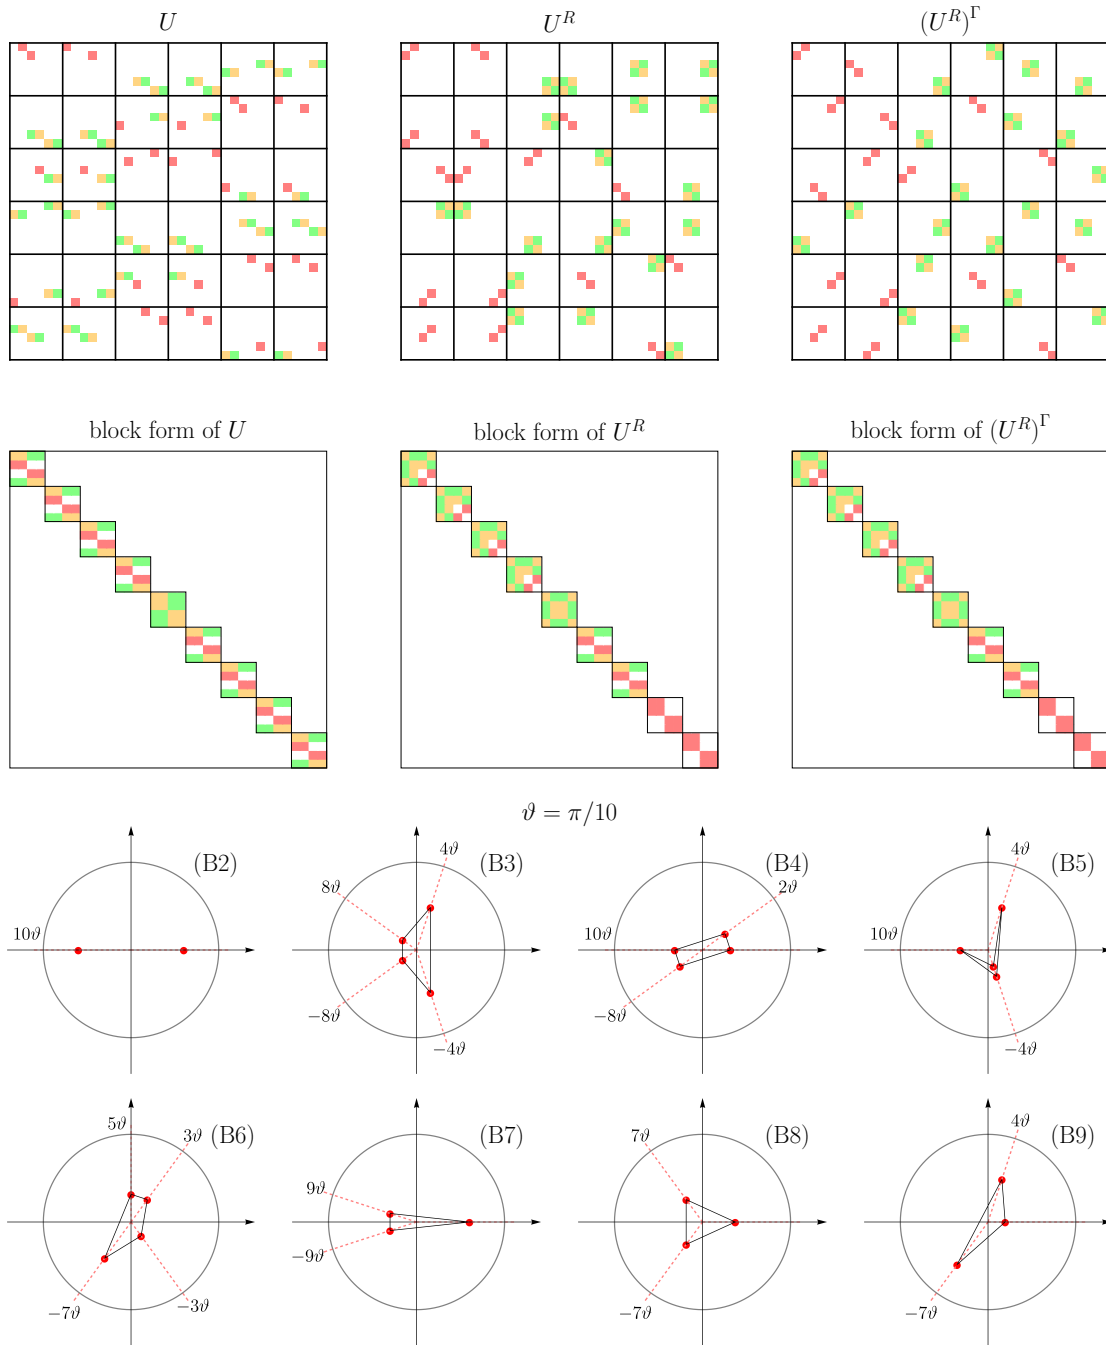 U U^R (U^R)^Γ
block form of U block form of U^R block form of (U^R)^Γ
ϑ = π/10
(B2) 10ϑ
(B3) 4ϑ 8ϑ −8ϑ −4ϑ
(B4) 2ϑ 10ϑ −8ϑ
(B5) 4ϑ 10ϑ −4ϑ
(B6) 5ϑ 3ϑ −7ϑ −3ϑ
(B7) 9ϑ −9ϑ
(B8) 7ϑ −7ϑ
(B9) 4ϑ −7ϑ